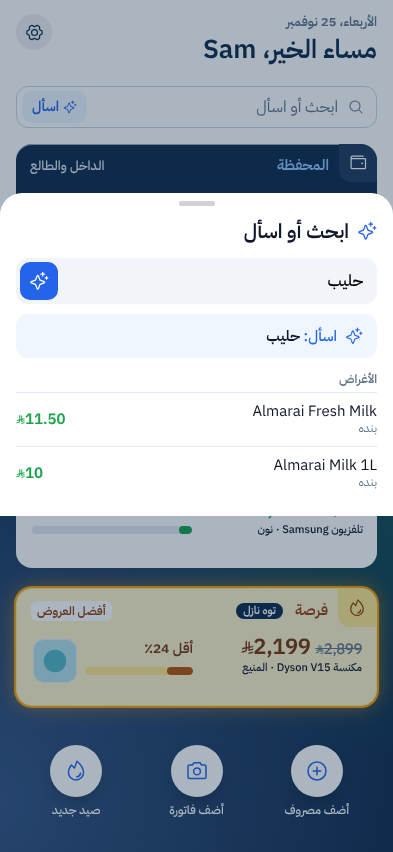 الأربعاء، 25 نوفمبر
مساء الخير، Sam
ابحث أو اسأل
اسأل
المحفظة
الداخل والطالع
ابحث أو اسأل
حليب
اسأل: حليب
الأغراض
Almarai Fresh Milk
بنده
11.50
Almarai Milk 1L
بنده
10
تلفزيون Samsung · نون
فرصة
توه نازل
أفضل العروض
2,899 2,199
مكنسة Dyson V15 · المنيع
أقل 24٪
أضف مصروف
أضف فاتورة
صيد جديد